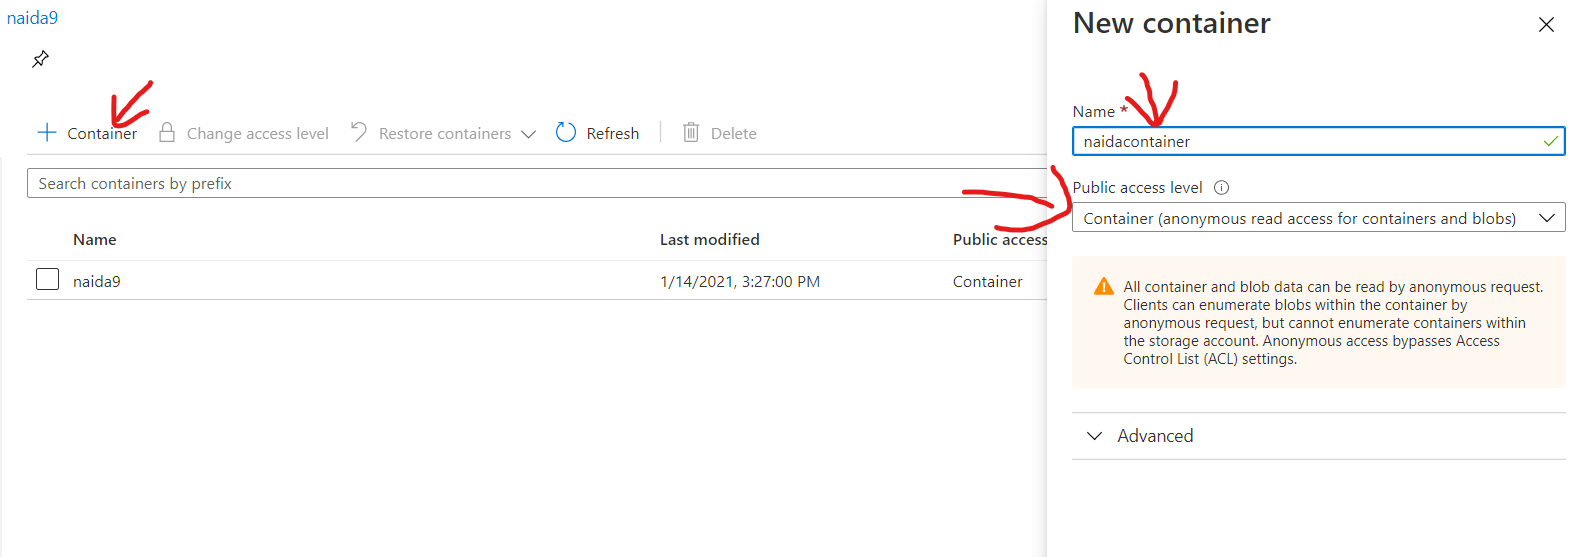 naida9
Container Change access level Restore containers Refresh Delete
Search containers by prefix
Name Last modified Public access
naida9 1/14/2021, 3:27:00 PM Container
New container
Name *
naidacontainer
Public access level
Container (anonymous read access for containers and blobs)
All container and blob data can be read by anonymous request.
Clients can enumerate blobs within the container by
anonymous request, but cannot enumerate containers within
the storage account. Anonymous access bypasses Access
Control List (ACL) settings.
Advanced